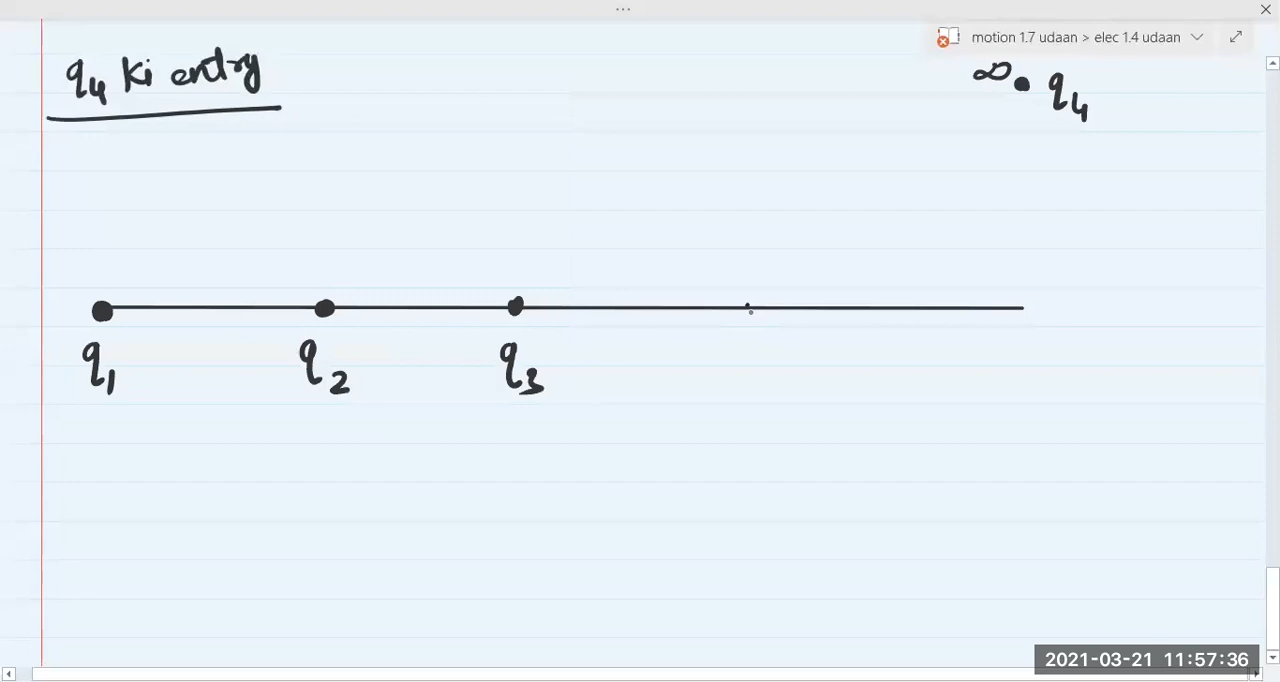 ...
motion 1.7 udaan > elec 1.4 udaan
q₄ ki entry
∞ q₄
q₁ q₂ q₃
2021-03-21 11:57:36